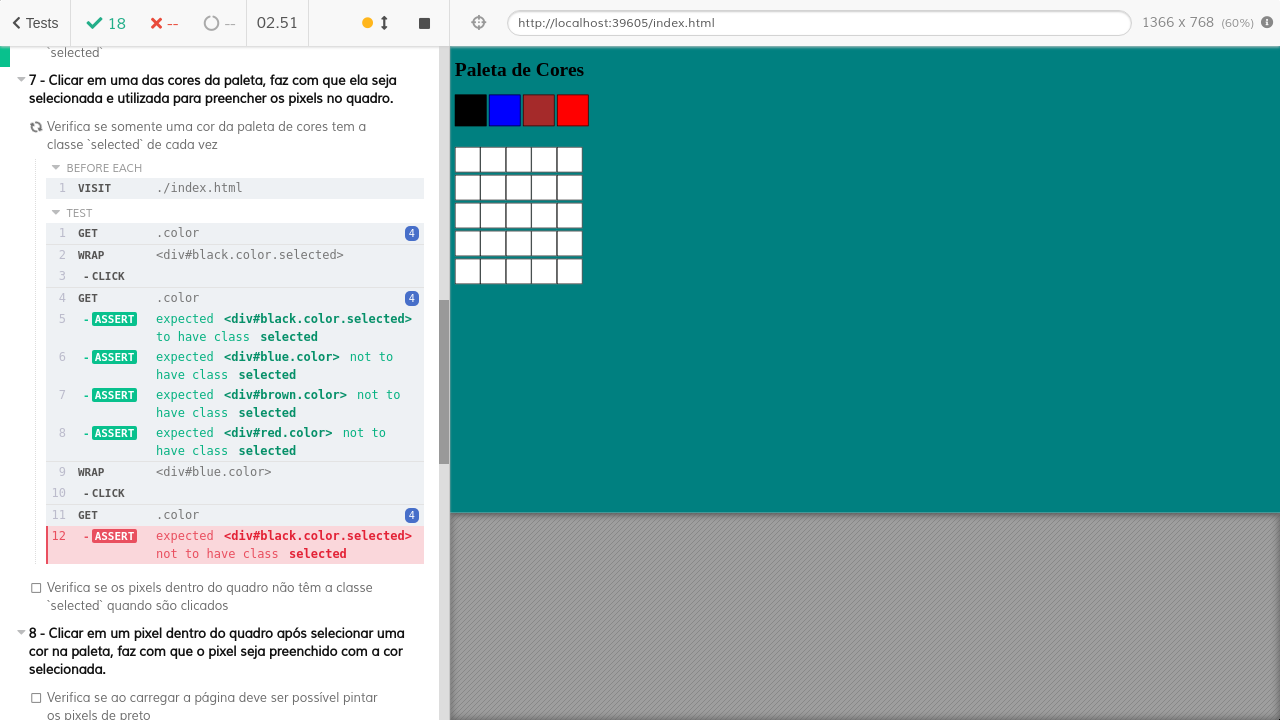 Tests
18
--
--
02.51
http://localhost:39605/index.html
1366 x 768 (60%)
`selected`
7 - Clicar em uma das cores da paleta, faz com que ela seja
selecionada e utilizada para preencher os pixels no quadro.
Verifica se somente uma cor da paleta de cores tem a
classe `selected` de cada vez
BEFORE EACH
1 VISIT ./index.html
TEST
1 GET .color 4
2 WRAP <div#black.color.selected>
3 -CLICK
4 GET .color 4
5 -ASSERT expected <div#black.color.selected>
to have class selected
6 -ASSERT expected <div#blue.color> not to
have class selected
7 -ASSERT expected <div#brown.color> not to
have class selected
8 -ASSERT expected <div#red.color> not to
have class selected
9 WRAP <div#blue.color>
10 -CLICK
11 GET .color 4
12 -ASSERT expected <div#black.color.selected>
not to have class selected
Verifica se os pixels dentro do quadro não têm a classe
`selected` quando são clicados
8 - Clicar em um pixel dentro do quadro após selecionar uma
cor na paleta, faz com que o pixel seja preenchido com a cor
selecionada.
Verifica se ao carregar a página deve ser possível pintar
os pixels de preto
Paleta de Cores